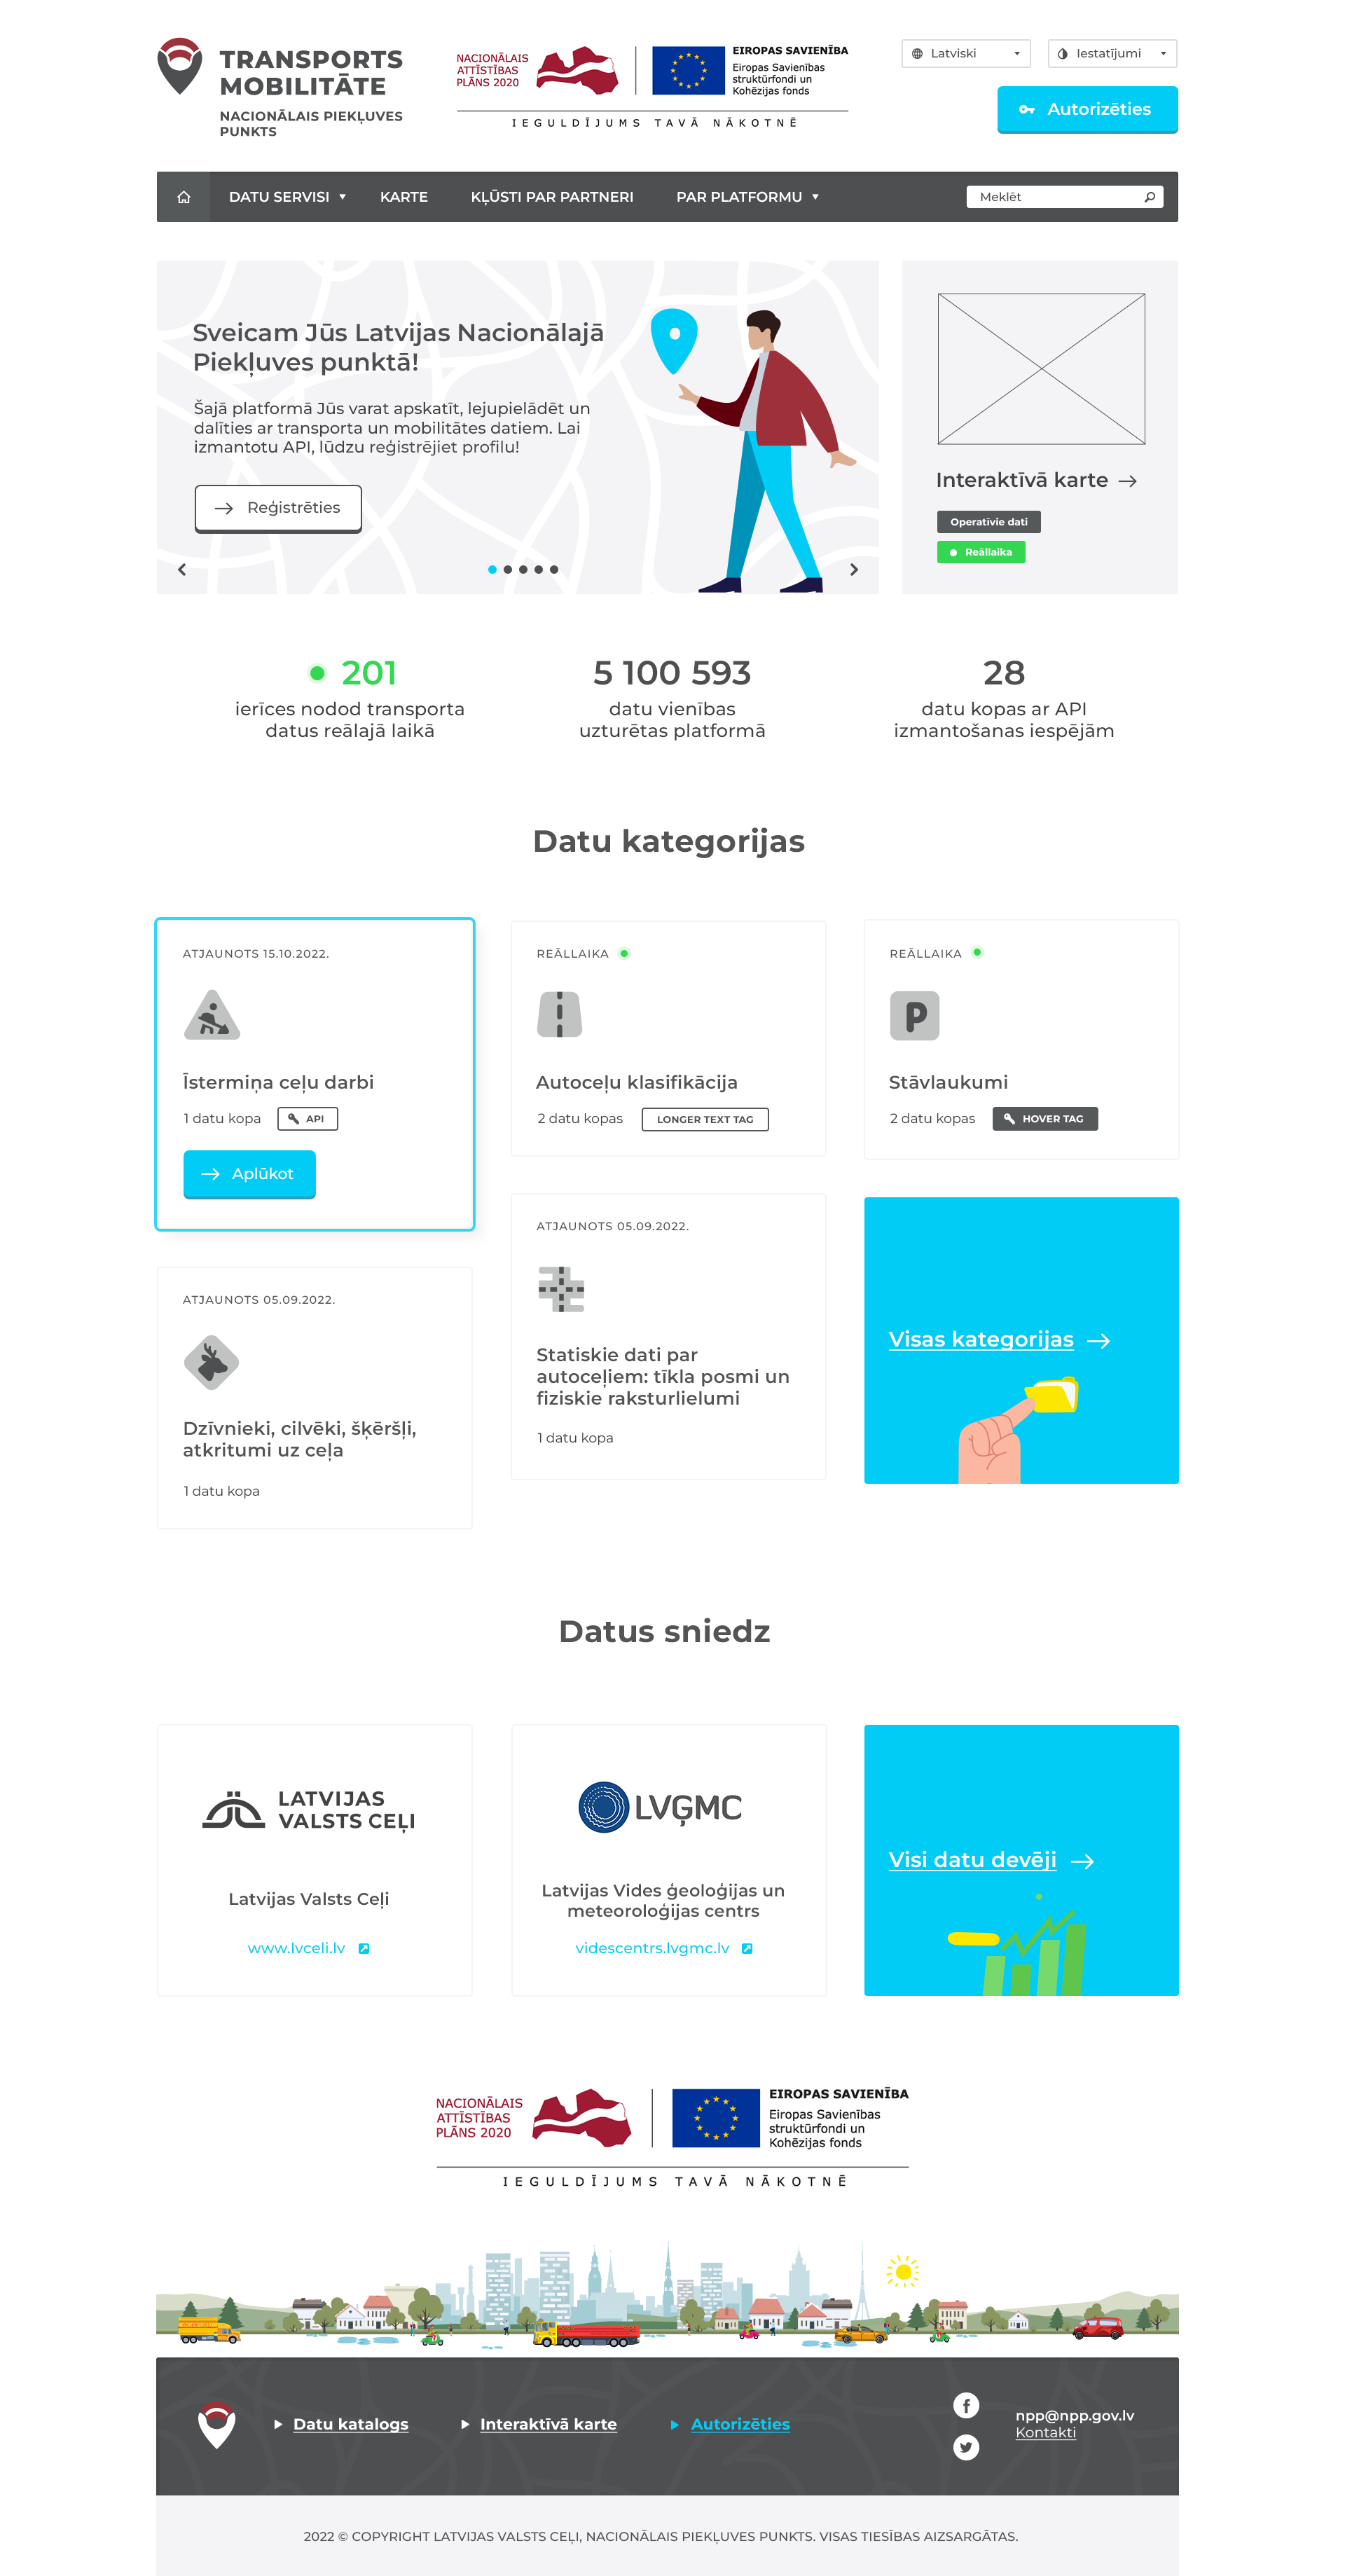 TRANSPORTS
MOBILITĀTE
NACIONĀLAIS PIEKĻUVES
PUNKTS
NACIONĀLAIS
ATTĪSTĪBAS
PLĀNS 2020
EIROPAS SAVIENĪBA
Eiropas Savienības
struktūrfondi un
Kohēzijas fonds
IEGULDĪJUMS TAVĀ NĀKOTNĒ
Latviski
Iestatījumi
Autorizēties
DATU SERVISI
KARTE
KĻŪSTI PAR PARTNERI
PAR PLATFORMU
Meklēt
Sveicam Jūs Latvijas Nacionālajā
Piekļuves punktā!
Šajā platformā Jūs varat apskatīt, lejupielādēt un
dalīties ar transporta un mobilitātes datiem. Lai
izmantotu API, lūdzu reģistrējiet profilu!
Reģistrēties
Interaktīvā karte
Operatīvie dati
Reāllaika
201
ierīces nodod transporta
datus reālajā laikā
5 100 593
datu vienības
uzturētas platformā
28
datu kopas ar API
izmantošanas iespējām
Datu kategorijas
ATJAUNOTS 15.10.2022.
Īstermiņa ceļu darbi
1 datu kopa
API
Aplūkot
REĀLLAIKA
Autoceļu klasifikācija
2 datu kopas
LONGER TEXT TAG
REĀLLAIKA
P
Stāvlaukumi
2 datu kopas
HOVER TAG
ATJAUNOTS 05.09.2022.
Dzīvnieki, cilvēki, šķēršļi,
atkritumi uz ceļa
1 datu kopa
ATJAUNOTS 05.09.2022.
Statiskie dati par
autoceļiem: tīkla posmi un
fiziskie raksturlielumi
1 datu kopa
Visas kategorijas
Datus sniedz
LATVIJAS
VALSTS CEĻI
Latvijas Valsts Ceļi
www.lvceli.lv
LVĢMC
Latvijas Vides ģeoloģijas un
meteoroloģijas centrs
videscentrs.lvgmc.lv
Visi datu devēji
NACIONĀLAIS
ATTĪSTĪBAS
PLĀNS 2020
EIROPAS SAVIENĪBA
Eiropas Savienības
struktūrfondi un
Kohēzijas fonds
IEGULDĪJUMS TAVĀ NĀKOTNĒ
Datu katalogs
Interaktīvā karte
Autorizēties
npp@npp.gov.lv
Kontakti
2022 © COPYRIGHT LATVIJAS VALSTS CEĻI, NACIONĀLAIS PIEKĻUVES PUNKTS. VISAS TIESĪBAS AIZSARGĀTAS.